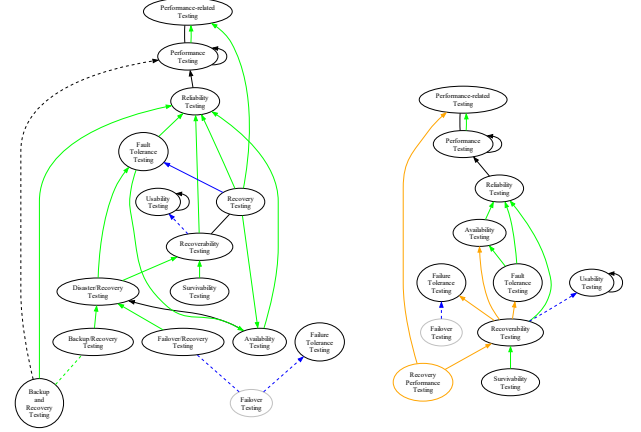 Performance-related
Testing
Performance
Testing
Reliability
Testing
Fault
Tolerance
Testing
Usability
Testing
Recovery
Testing
Recoverability
Testing
Disaster/Recovery
Testing
Survivability
Testing
Backup/Recovery
Testing
Failover/Recovery
Testing
Availability
Testing
Failure
Tolerance
Testing
Backup
and
Recovery
Testing
Failover
Testing
Performance-related
Testing
Performance
Testing
Reliability
Testing
Availability
Testing
Failure
Tolerance
Testing
Fault
Tolerance
Testing
Usability
Testing
Failover
Testing
Recoverability
Testing
Recovery
Performance
Testing
Survivability
Testing